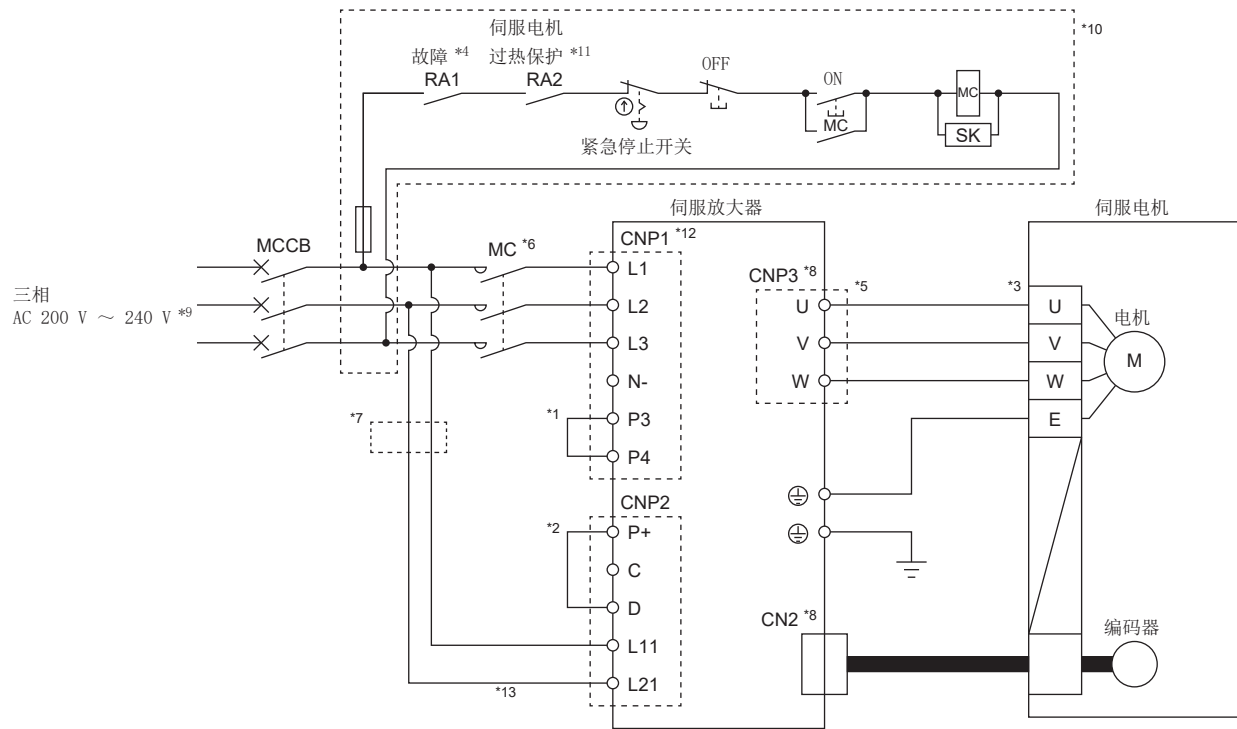 伺服电机
*10
故障 *4
过热保护 *11
RA1
RA2
OFF
ON
MC
MC
SK
紧急停止开关
伺服放大器
伺服电机
MCCB
MC *6
CNP1 *12
L1
CNP3 *8
三相
AC 200 V ～ 240 V *9
L2
U
*5
*3
U
电机
L3
V
V
M
N-
W
W
*7
*1
P3
E
P4
CNP2
*2
P+
C
D
CN2 *8
编码器
L11
*13
L21